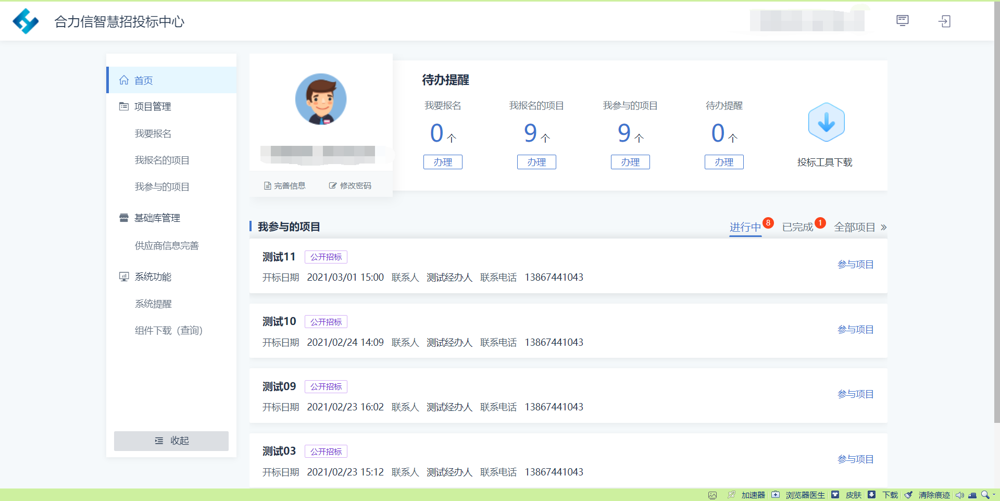 合力信智慧招投标中心
首页
项目管理
我要报名
我报名的项目
我参与的项目
基础库管理
供应商信息完善
系统功能
系统提醒
组件下载（查询）
收起
完善信息 修改密码
待办提醒
我要报名 我报名的项目 我参与的项目 待办提醒
0个 9个 9个 0个
办理 办理 办理 办理 投标工具下载
我参与的项目 进行中 8 已完成 1 全部项目 »
测试11 公开招标
参与项目
开标日期 2021/03/01 15:00 联系人 测试经办人 联系电话 13867441043
测试10 公开招标
参与项目
开标日期 2021/02/24 14:09 联系人 测试经办人 联系电话 13867441043
测试09 公开招标
参与项目
开标日期 2021/02/23 16:02 联系人 测试经办人 联系电话 13867441043
测试03 公开招标
参与项目
开标日期 2021/02/23 15:12 联系人 测试经办人 联系电话 13867441043
加速器 浏览器医生 皮肤 下载 清除痕迹